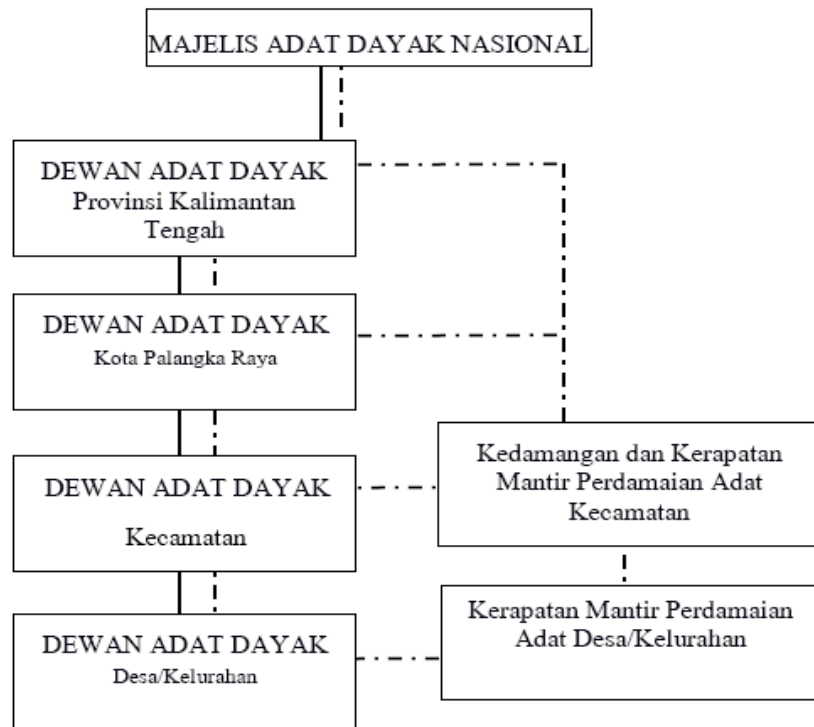 MAJELIS ADAT DAYAK NASIONAL
DEWAN ADAT DAYAK
Provinsi Kalimantan
Tengah
DEWAN ADAT DAYAK
Kota Palangka Raya
DEWAN ADAT DAYAK
Kecamatan
Kedamangan dan Kerapatan
Mantir Perdamaian Adat
Kecamatan
DEWAN ADAT DAYAK
Desa/Kelurahan
Kerapatan Mantir Perdamaian
Adat Desa/Kelurahan